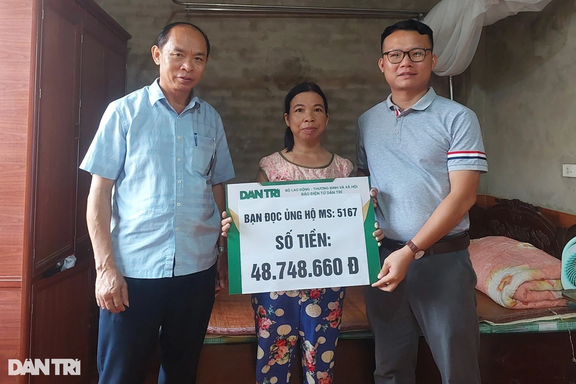 DANTRI
DANTRI
BỘ LAO ĐỘNG - THƯƠNG BINH VÀ XÃ HỘI
BÁO ĐIỆN TỬ DÂN TRÍ
BẠN ĐỌC ỦNG HỘ MS: 5167
SỐ TIỀN:
48.748.660 Đ
DANTRI